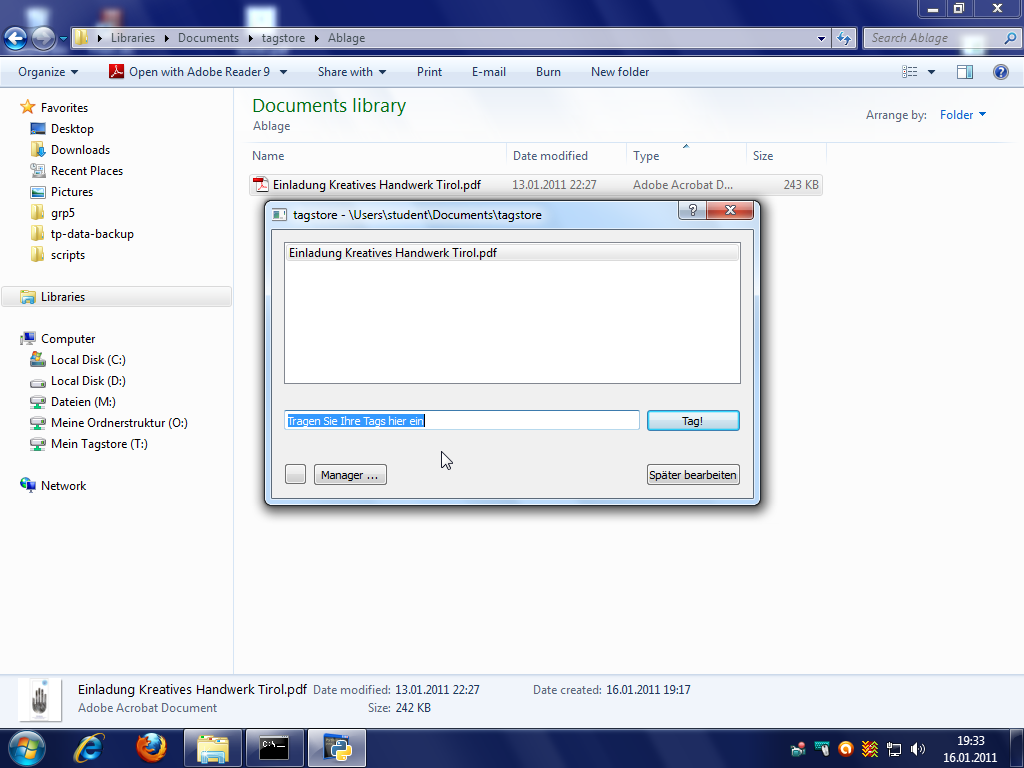 Libraries Documents tagstore Ablage
Search Ablage
Organize Open with Adobe Reader 9 Share with Print E-mail Burn New folder
Favorites
Desktop
Downloads
Recent Places
Pictures
grp5
tp-data-backup
scripts
Libraries
Computer
Local Disk (C:)
Local Disk (D:)
Dateien (M:)
Meine Ordnerstruktur (O:)
Mein Tagstore (T:)
Network
Documents library
Ablage
Arrange by: Folder
Name Date modified Type Size
Einladung Kreatives Handwerk Tirol.pdf 13.01.2011 22:27 Adobe Acrobat D... 243 KB
tagstore - \Users\student\Documents\tagstore
Einladung Kreatives Handwerk Tirol.pdf
Tragen Sie Ihre Tags hier ein
Tag!
Manager ...
Später bearbeiten
Einladung Kreatives Handwerk Tirol.pdf Date modified: 13.01.2011 22:27 Date created: 16.01.2011 19:17
Adobe Acrobat Document Size: 242 KB
C:\
19:33
16.01.2011